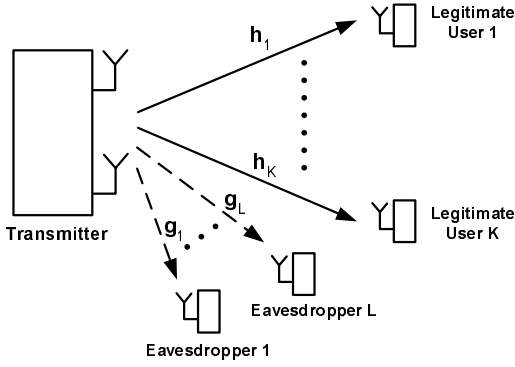 h1
Legitimate
User 1
hK
gL
g1
Transmitter
Legitimate
User K
Eavesdropper L
Eavesdropper 1